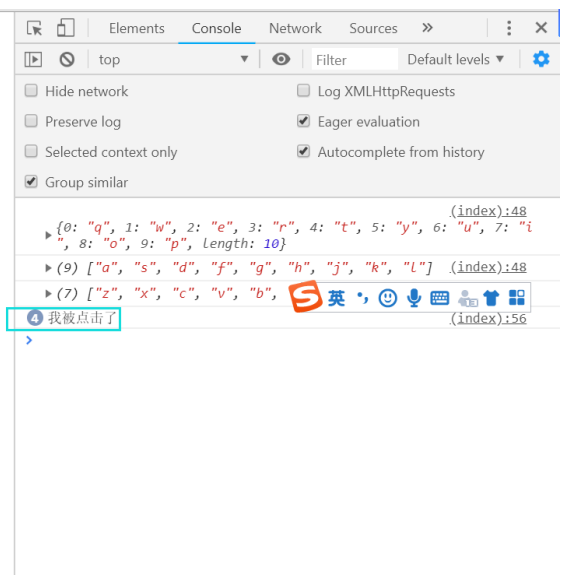 Elements Console Network Sources »
top Filter Default levels ▼
Hide network Log XMLHttpRequests
Preserve log Eager evaluation
Selected context only Autocomplete from history
Group similar
(index):48
{0: "q", 1: "w", 2: "e", 3: "r", 4: "t", 5: "y", 6: "u", 7: "i
", 8: "o", 9: "p", length: 10}
(9) ["a", "s", "d", "f", "g", "h", "j", "k", "l"] (index):48
(7) ["z", "x", "c", "v", "b",
英
4 我被点击了 (index):56